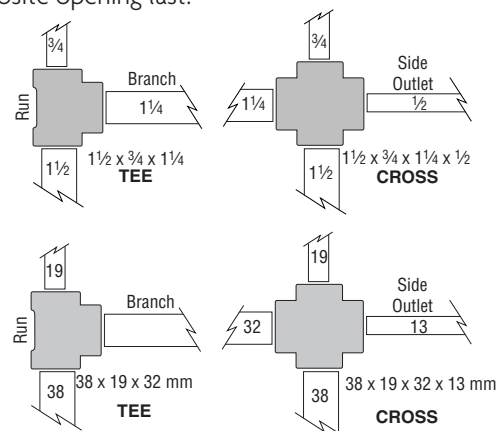 osite opening last.
3/4
Run
Branch
1 1/4
1 1/2
1 1/2 x 3/4 x 1 1/4
TEE
3/4
1 1/4
Side
Outlet
1/2
1 1/2
1 1/2 x 3/4 x 1 1/4 x 1/2
CROSS
19
Run
Branch
38
38 x 19 x 32 mm
TEE
19
32
Side
Outlet
13
38
38 x 19 x 32 x 13 mm
CROSS